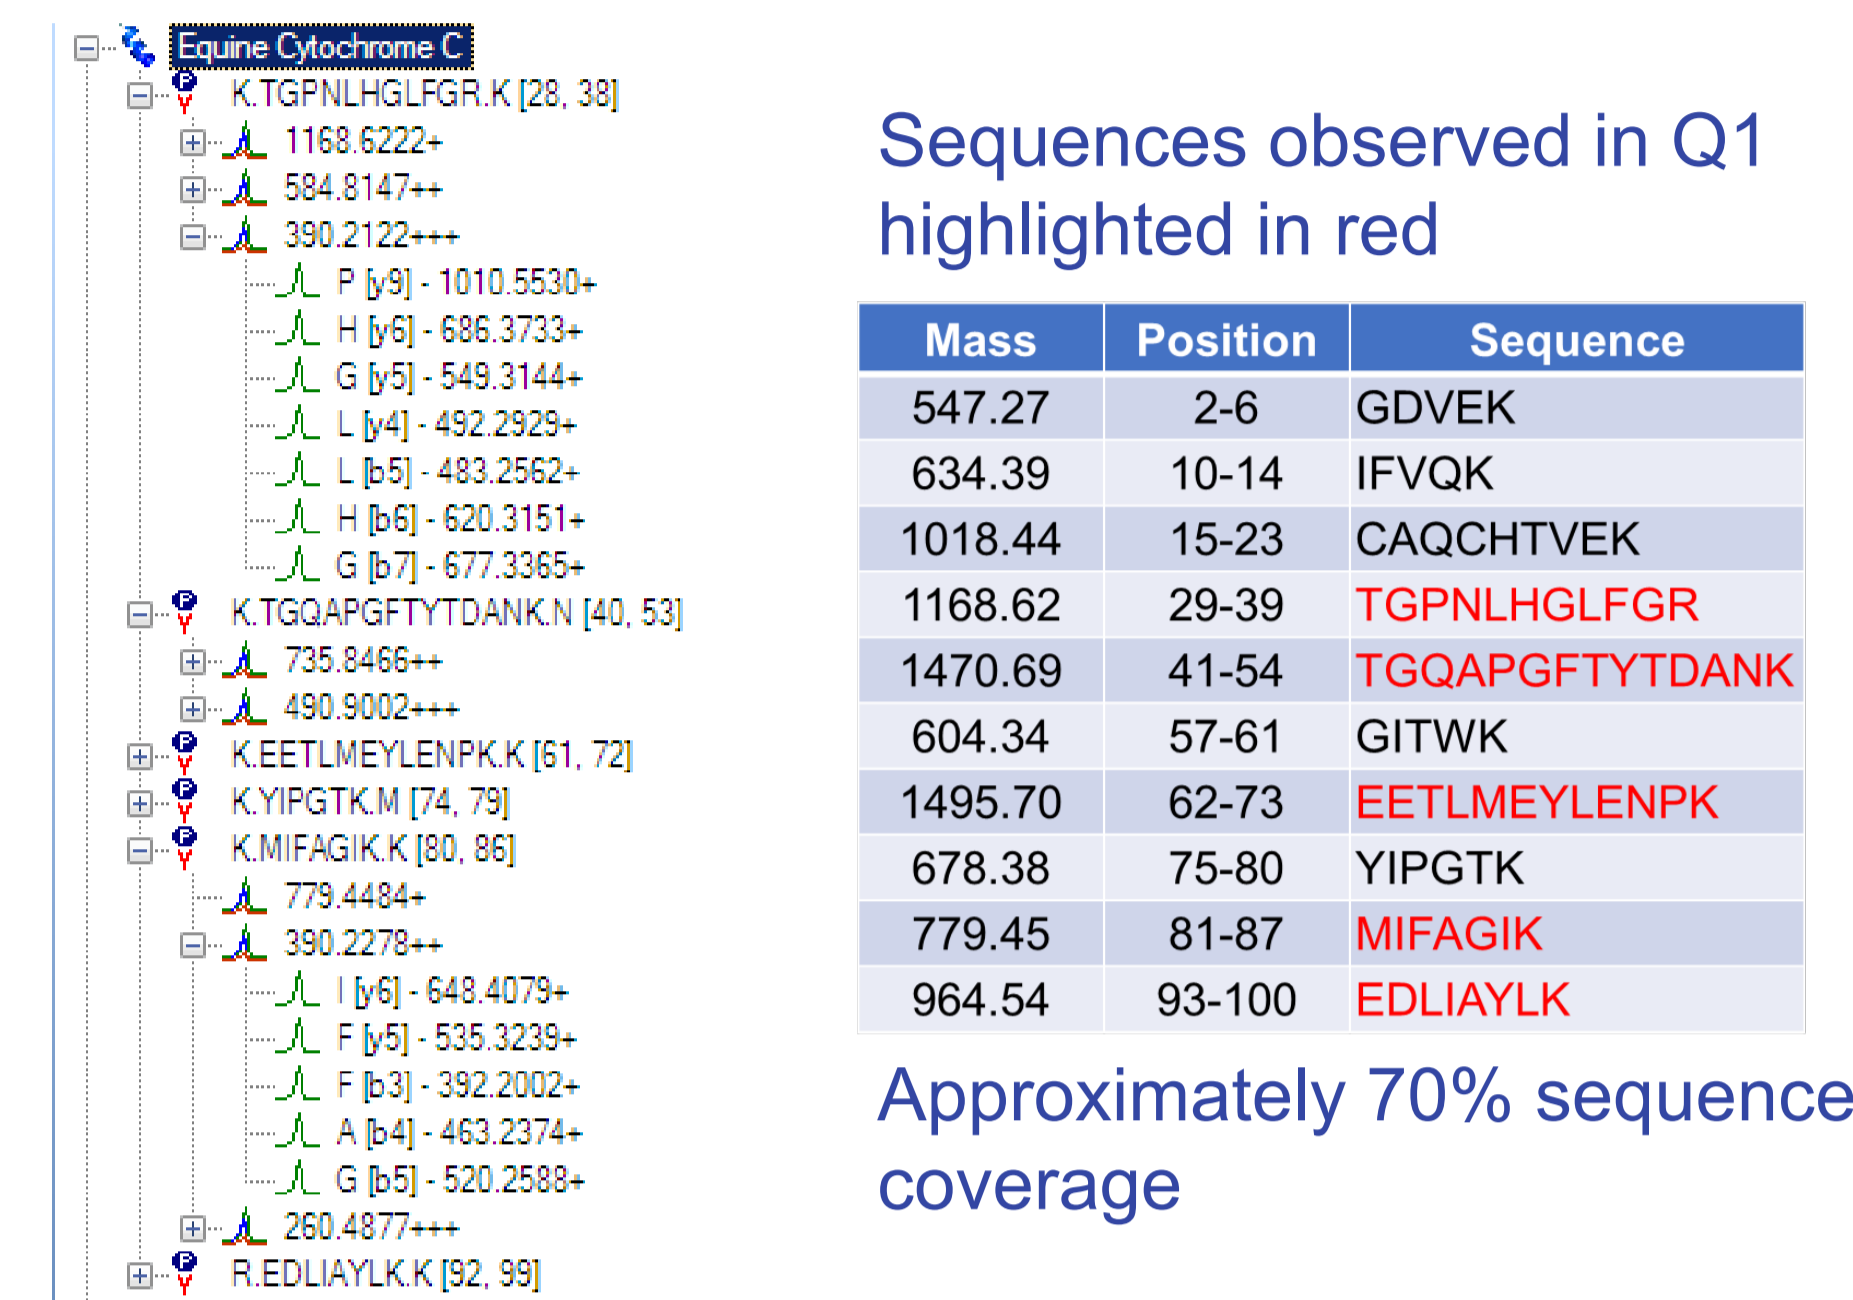 Equine Cytochrome C
K.TGPNLHGLFGR.K [28, 38]
1168.6222+
584.8147++
390.2122+++
P [y9] - 1010.5530+
H [y6] - 686.3733+
G [y5] - 549.3144+
L [y4] - 492.2929+
L [b5] - 483.2562+
H [b6] - 620.3151+
G [b7] - 677.3365+
K.TGQAPGFTYTDANK.N [40, 53]
735.8466++
490.9002+++
K.EETLMEYLENPK.K [61, 72]
K.YIPGTK.M [74, 79]
K.MIFAGIK.K [80, 86]
779.4484+
390.2278++
I [y6] - 648.4079+
F [y5] - 535.3239+
F [b3] - 392.2002+
A [b4] - 463.2374+
G [b5] - 520.2588+
260.4877+++
R.EDLIAYLK.K [92, 99]
Sequences observed in Q1
highlighted in red
Mass Position Sequence
547.27 2-6 GDVEK
634.39 10-14 IFVQK
1018.44 15-23 CAQCHTVEK
1168.62 29-39 TGPNLHGLFGR
1470.69 41-54 TGQAPGFTYTDANK
604.34 57-61 GITWK
1495.70 62-73 EETLMEYLENPK
678.38 75-80 YIPGTK
779.45 81-87 MIFAGIK
964.54 93-100 EDLIAYLK
Approximately 70% sequence
coverage